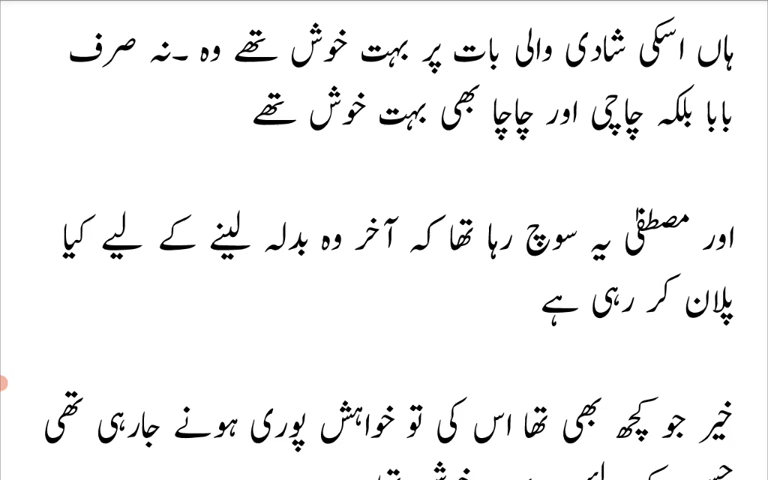 ہاں اسکی شادی والی بات پر بہت خوش تھے وہ ۔نہ صرف
بابا بلکہ چاچی اور چاچا بھی بہت خوش تھے
اور مصطفیٰ یہ سوچ رہا تھا کہ آخر وہ بدلہ لینے کے لیے کیا
پلان کر رہی ہے
خیر جو کچھ بھی تھا اس کی تو خواہش پوری ہونے جارہی تھی